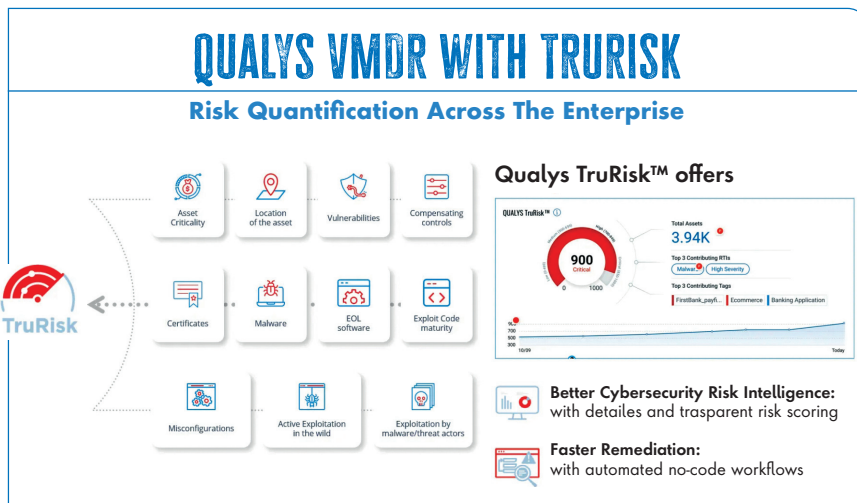 QUALYS VMDR WITH TRURISK
Risk Quantification Across The Enterprise
Asset
Criticality
Location
of the asset
Vulnerabilities
Compensating
controls
TruRisk
Certificates
Malware
EOL
software
Exploit Code
maturity
Misconfigurations
Active Exploitation
in the wild
Exploitation by
malware/threat actors
Qualys TruRisk™ offers
QUALYS TruRisk™
900
Critical
0
1000
Total Assets
3.94K
Top 3 Contributing RTIs
Malwar...
High Severity
Top 3 Contributing Tags
FirstBank_payfi...
Ecommerce
Banking Application
700
500
300
10/09
Today
Better Cybersecurity Risk Intelligence:
with detailes and trasparent risk scoring
Faster Remediation:
with automated no-code workflows